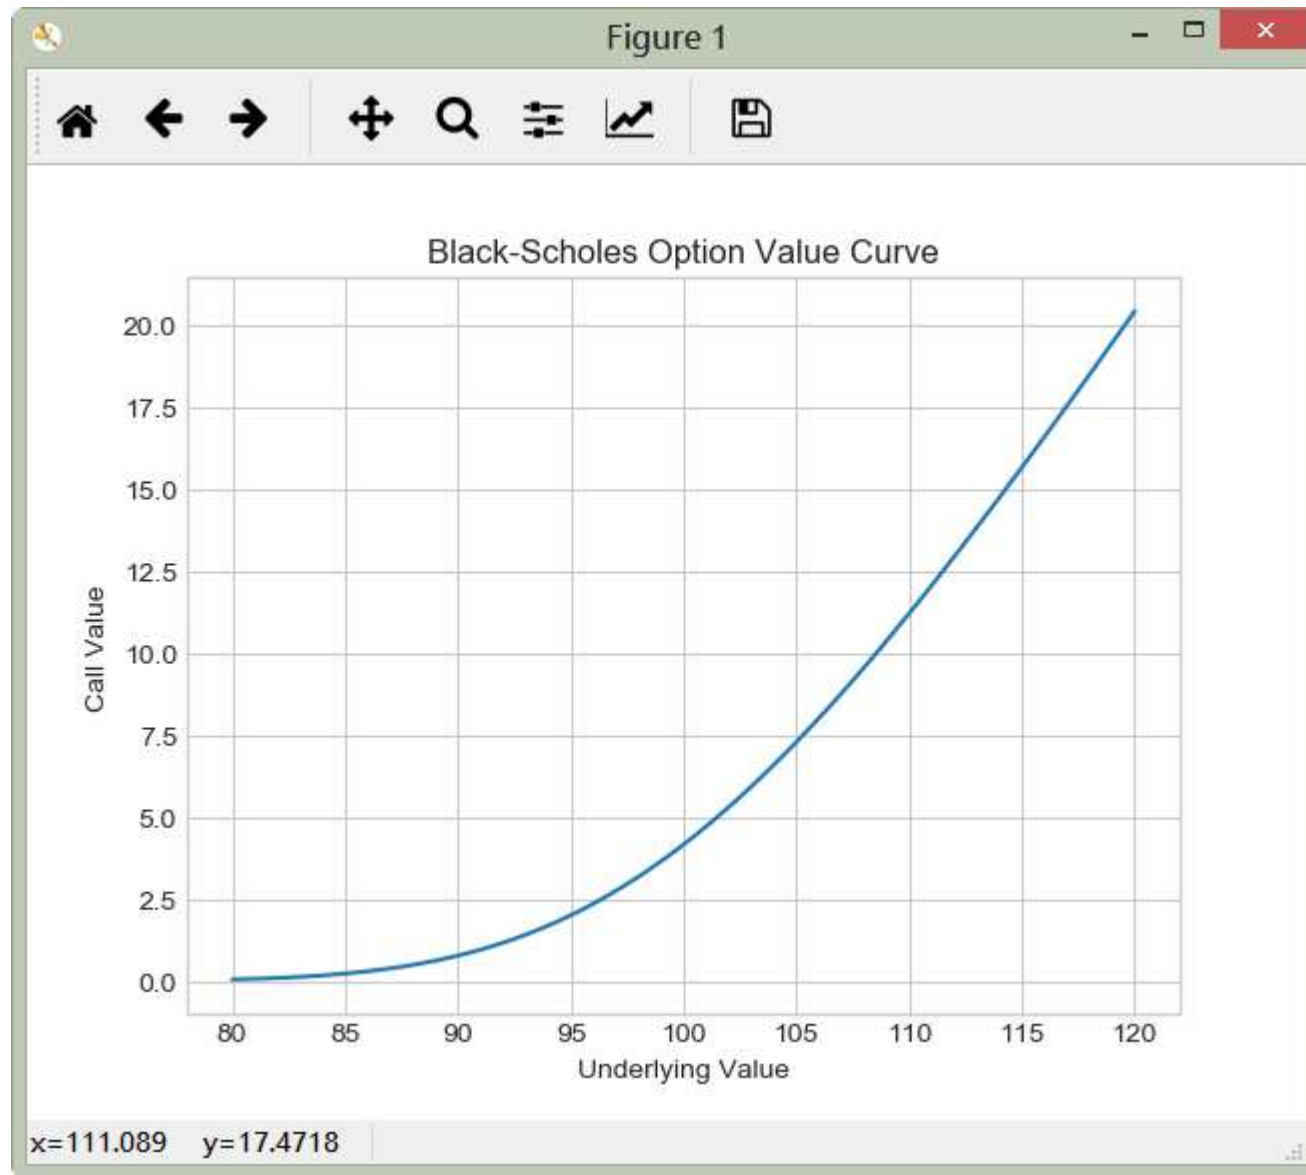 Figure 1
Black-Scholes Option Value Curve
20.0
17.5
15.0
12.5
10.0
7.5
5.0
2.5
0.0
Call Value
80 85 90 95 100 105 110 115 120
Underlying Value
x=111.089 y=17.4718